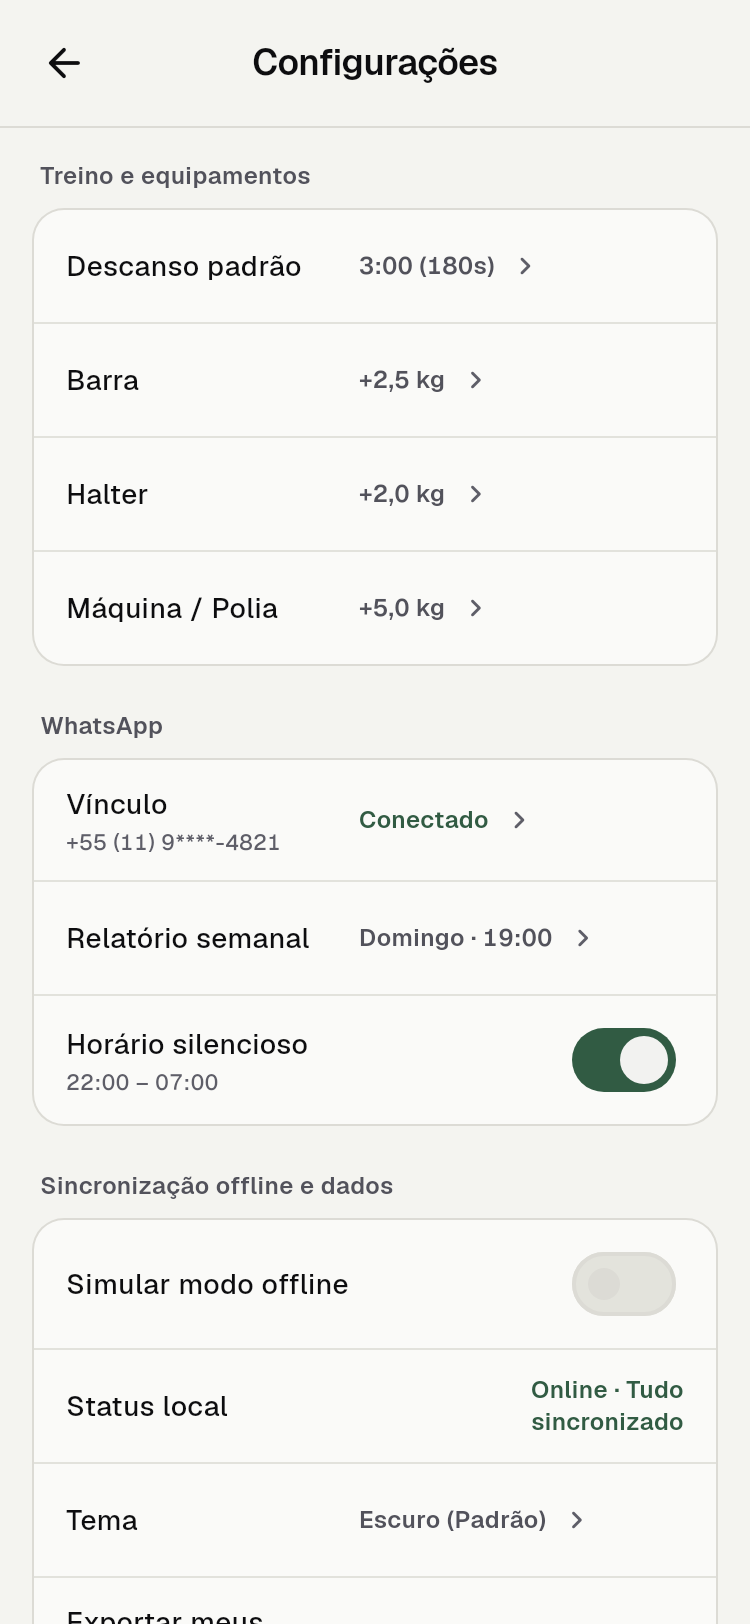 Configurações
Treino e equipamentos
Descanso padrão 3:00 (180s)
Barra +2,5 kg
Halter +2,0 kg
Máquina / Polia +5,0 kg
WhatsApp
Vínculo
+55 (11) 9****-4821
Conectado
Relatório semanal Domingo · 19:00
Horário silencioso
22:00 – 07:00
Sincronização offline e dados
Simular modo offline
Status local
Online · Tudo
sincronizado
Tema Escuro (Padrão)
Exportar meus